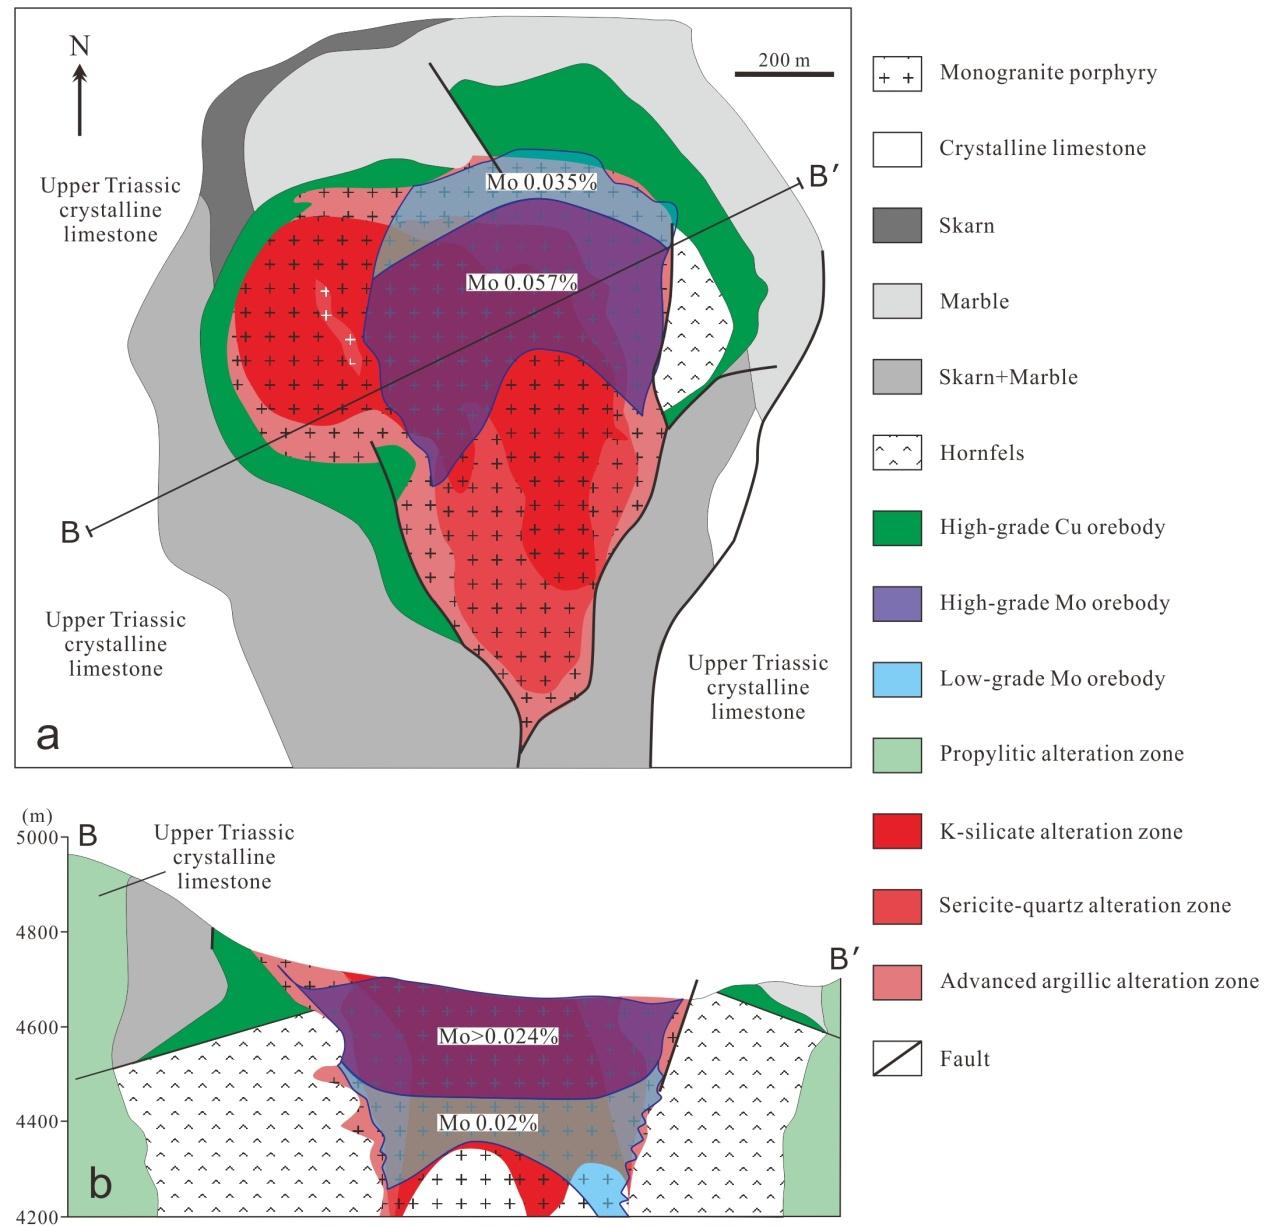 N
200 m
B′
Upper Triassic
crystalline
limestone
Mo 0.035%
Mo 0.057%
B
Upper Triassic
crystalline
limestone
Upper Triassic
crystalline
limestone
a
Monogranite porphyry
Crystalline limestone
Skarn
Marble
Skarn+Marble
Hornfels
High-grade Cu orebody
High-grade Mo orebody
Low-grade Mo orebody
Propylitic alteration zone
K-silicate alteration zone
Sericite-quartz alteration zone
Advanced argillic alteration zone
Fault
(m)
5000
B
Upper Triassic
crystalline
limestone
4800
B′
4600
Mo>0.024%
4400
Mo 0.02%
b
4200